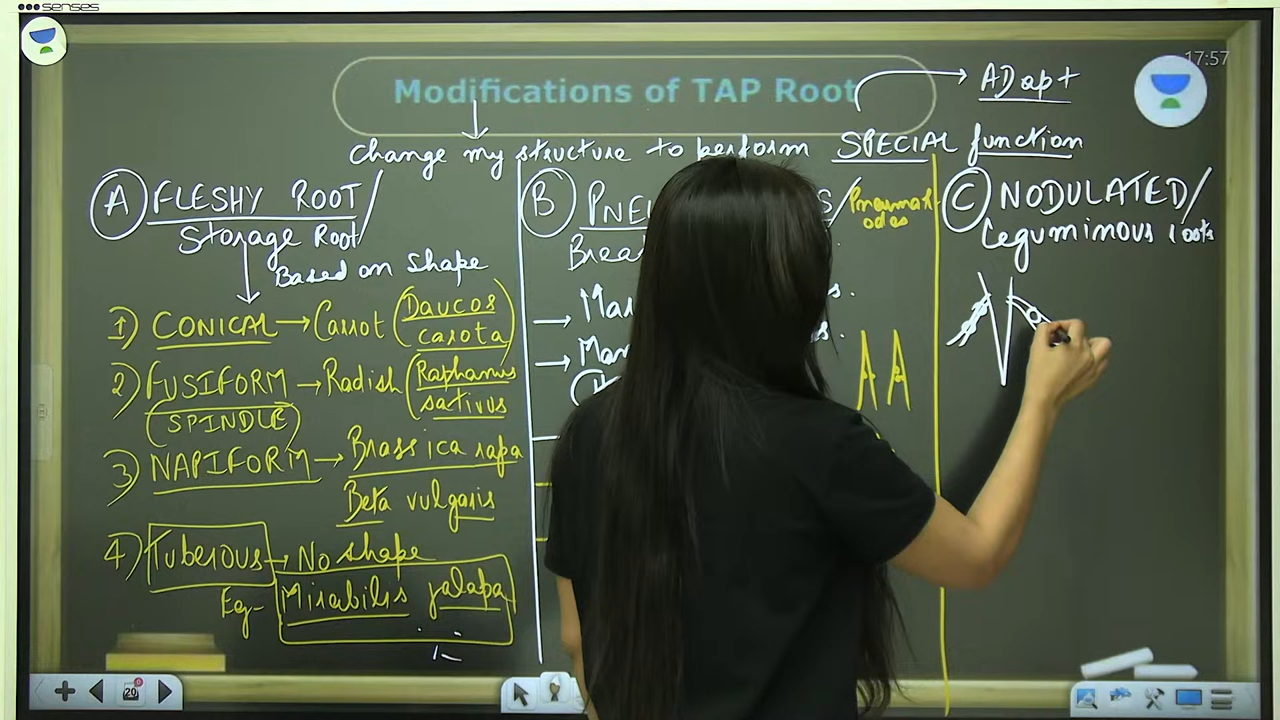 senses
17:57
Modifications of TAP Root
ADapt
change my structure to perform SPECIAL function
A FLESHY ROOT/
Storage Root
Based on shape
1) CONICAL → Carrot (Daucos
carota)
2) FUSIFORM → Radish (Raphanus
sativus
(SPINDLE)
3) NAPIFORM → Brassica rapa
Beta vulgaris
4) Tuberous → No shape
Eg- Mirabilis jalapa
B
Pneumat
odes
C NODULATED/
Leguminous roots
20